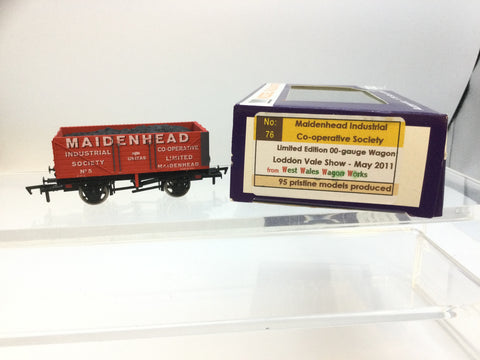 MAIDENHEAD
INDUSTRIAL CO-OPERATIVE
SOCIETY LIMITED
Nº 5 MAIDENHEAD
No: 76
Maidenhead Industrial
Co-operative Society
Limited Edition 00-gauge Wagon
Loddon Vale Show - May 2011
from West Wales Wagon Works
95 pristine models produced